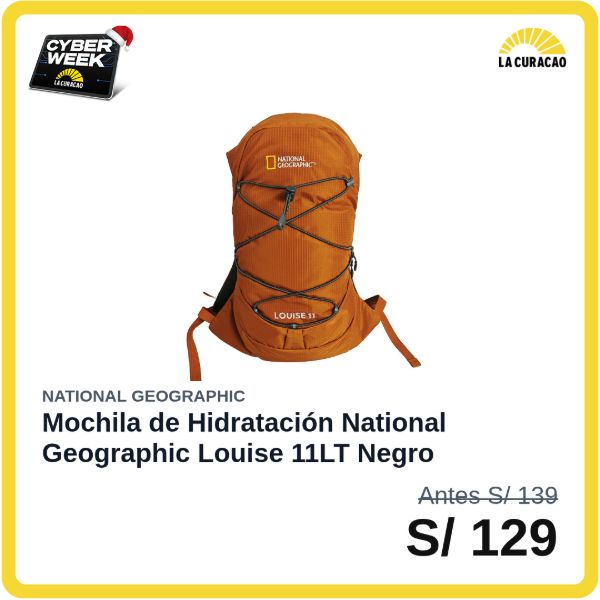 CYBER
WEEK
LA CURACAO
LA CURACAO
NATIONAL
GEOGRAPHIC™
LOUISE 11
NATIONAL GEOGRAPHIC
Mochila de Hidratación National
Geographic Louise 11LT Negro
Antes S/ 139
S/ 129